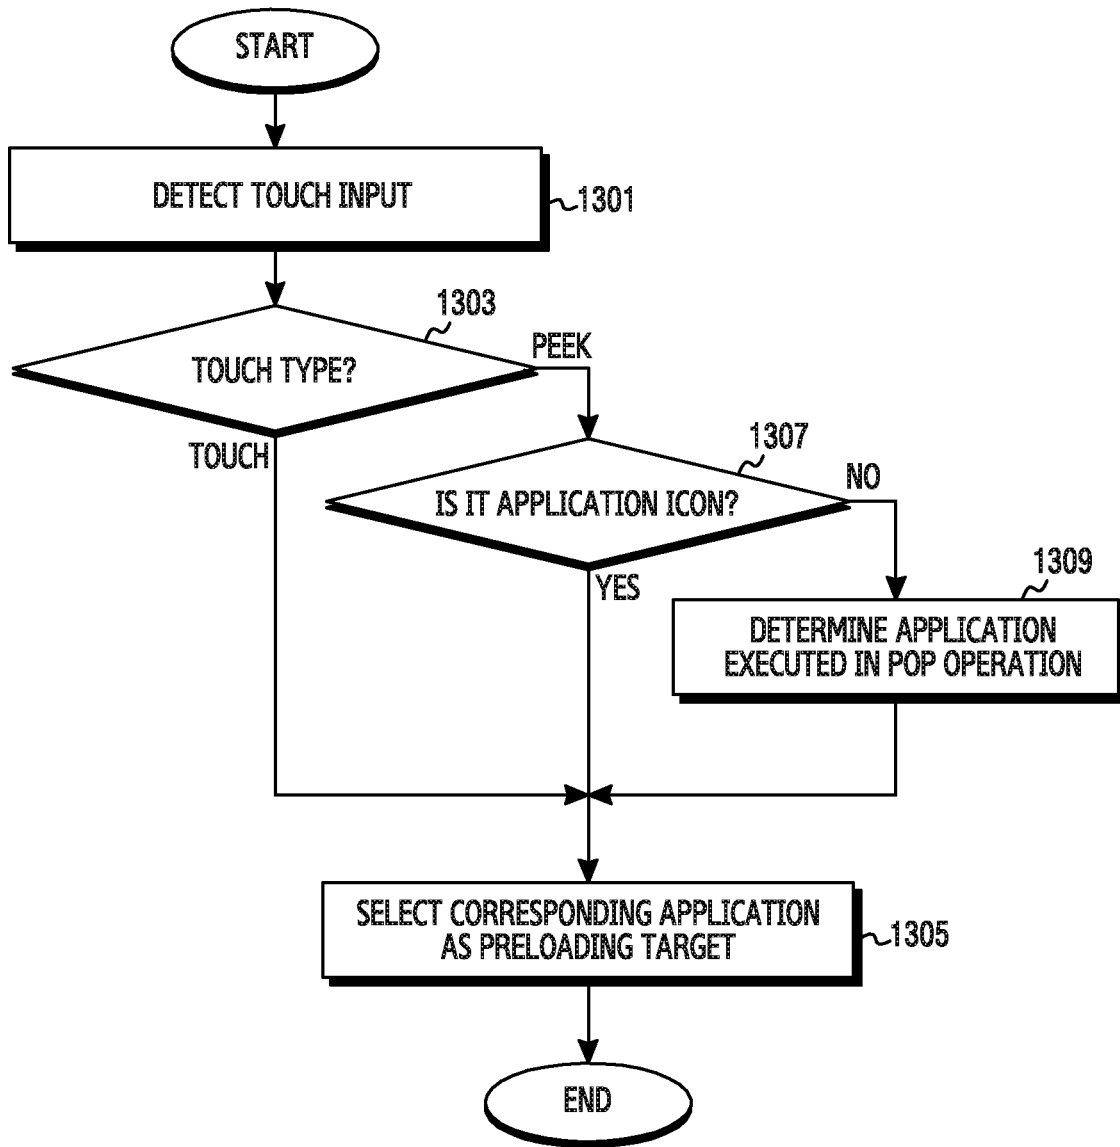 START
DETECT TOUCH INPUT
1301
1303
TOUCH TYPE?
PEEK
TOUCH
1307
IS IT APPLICATION ICON?
NO
YES
1309
DETERMINE APPLICATION
EXECUTED IN POP OPERATION
SELECT CORRESPONDING APPLICATION
AS PRELOADING TARGET
1305
END